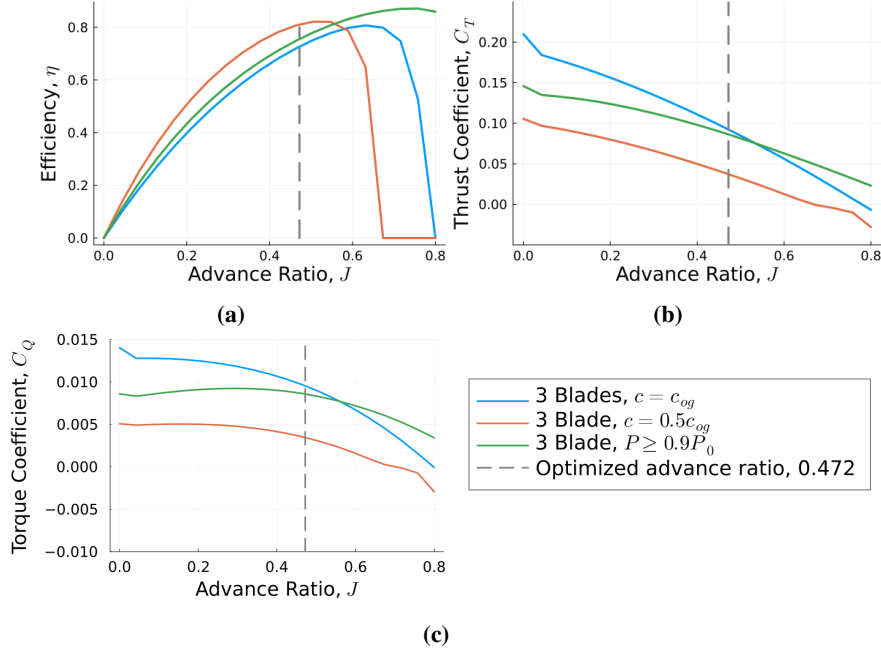 Efficiency, η
0.8
0.6
0.4
0.2
0.0
0.0 0.2 0.4 0.6 0.8
Advance Ratio, J
(a)
Thrust Coefficient, C_T
0.20
0.15
0.10
0.05
0.00
0.0 0.2 0.4 0.6 0.8
Advance Ratio, J
(b)
Torque Coefficient, C_Q
0.015
0.010
0.005
0.000
−0.005
−0.010
0.0 0.2 0.4 0.6 0.8
Advance Ratio, J
(c)
3 Blades, c = c_og
3 Blade, c = 0.5c_og
3 Blade, P ≥ 0.9P_0
Optimized advance ratio, 0.472